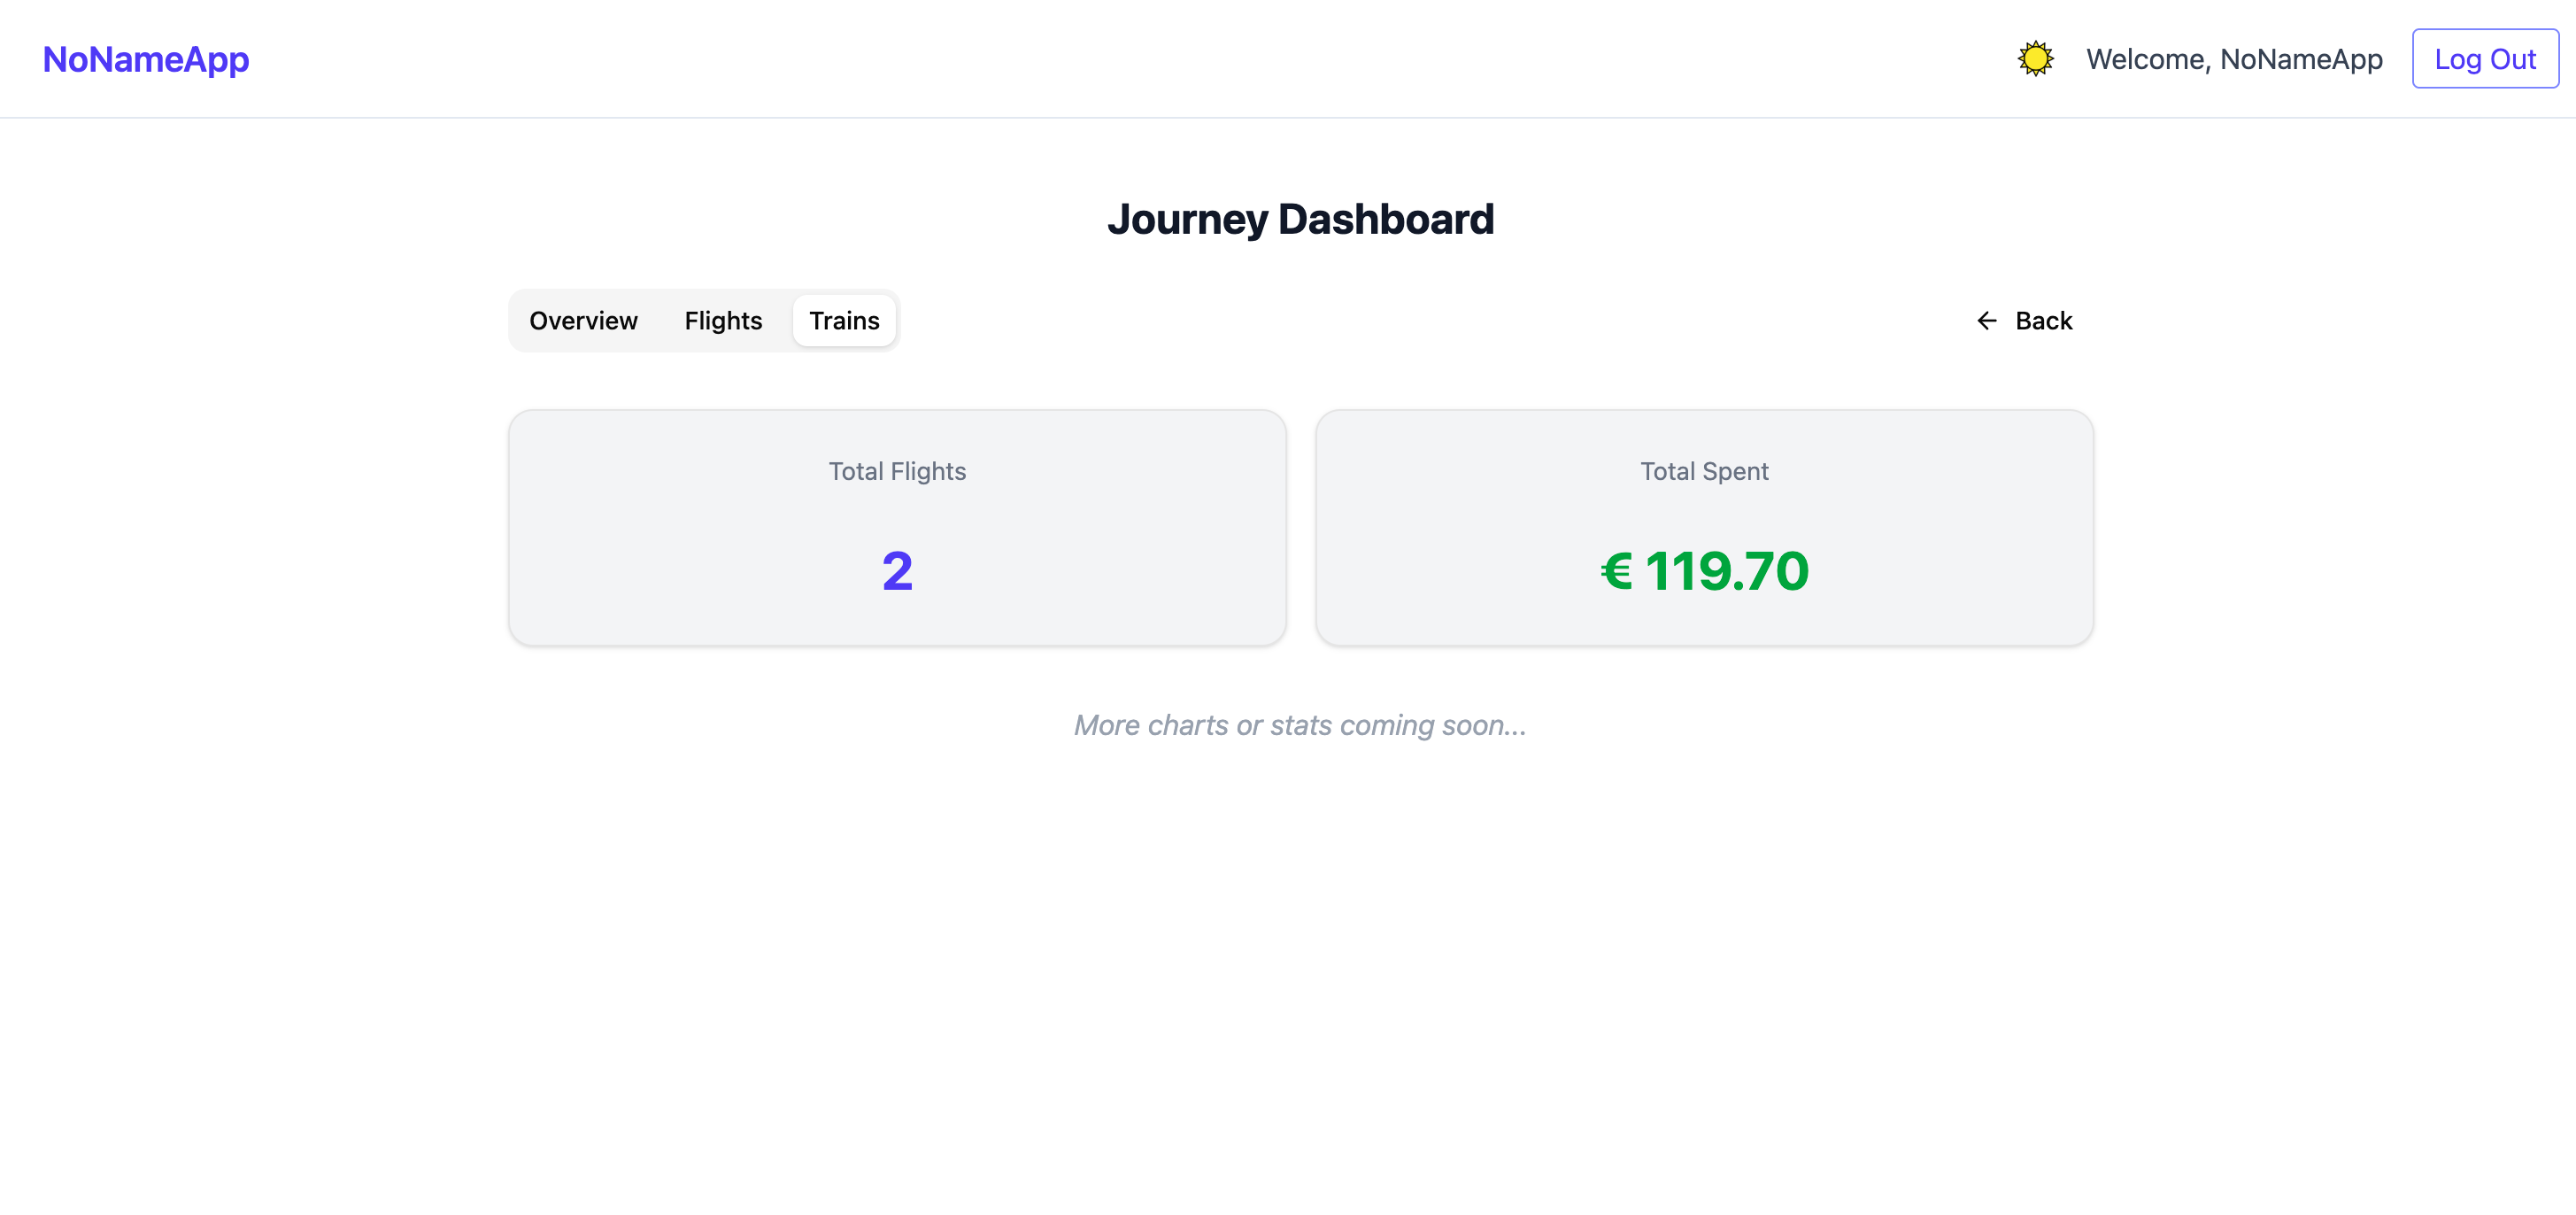 NoNameApp
Welcome, NoNameApp
Log Out
Journey Dashboard
Overview Flights Trains
← Back
Total Flights
2
Total Spent
€ 119.70
More charts or stats coming soon...